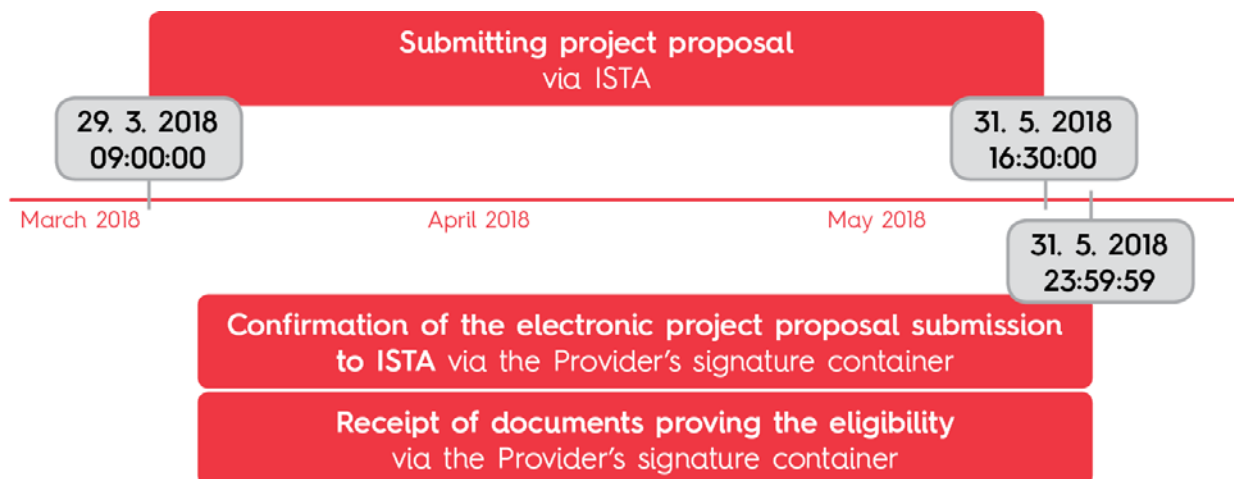 Submitting project proposal
via ISTA
29. 3. 2018
09:00:00
31. 5. 2018
16:30:00
March 2018
April 2018
May 2018
31. 5. 2018
23:59:59
Confirmation of the electronic project proposal submission
to ISTA via the Provider's signature container
Receipt of documents proving the eligibility
via the Provider's signature container